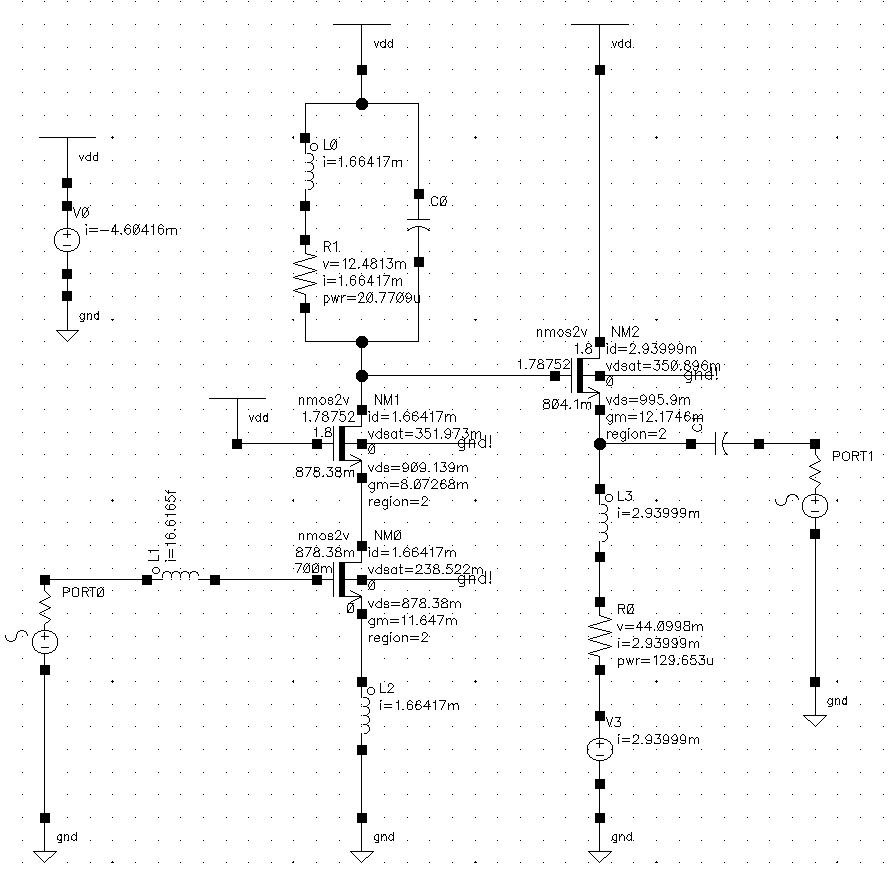 vdd
vdd
vdd
L0
i=1.66417m
C0
V0
i=-4.60416m
R1
v=12.4813m
i=1.66417m
pwr=20.7709u
gnd
nmos2v
NM2
1.8
id=2.93999m
1.78752
vdsat=350.896m
0
gnd!
804.1m
vds=995.9m
gm=12.1746m
region=2
nmos2v
NM1
1.78752
id=1.66417m
vdd
1.8
vdsat=351.973m
0
gnd!
878.38m
vds=909.139m
gm=8.07268m
region=2
PORT1
L3
i=2.93999m
L1
i=16.6165f
nmos2v
NM0
878.38m
id=1.66417m
700m
vdsat=238.522m
0
gnd!
PORT0
0
vds=878.38m
gm=11.647m
region=2
R0
v=44.0998m
i=2.93999m
pwr=129.653u
L2
i=1.66417m
gnd
V3
i=2.93999m
gnd
gnd
gnd